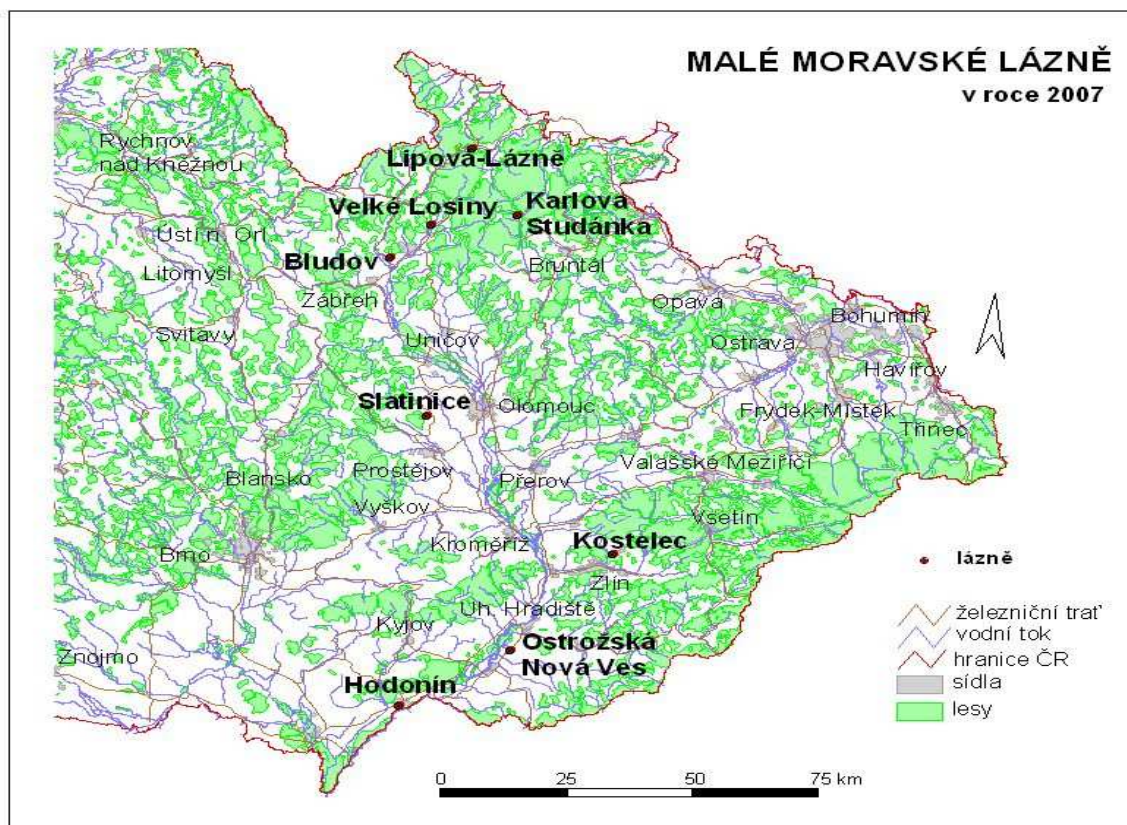 MALÉ MORAVSKÉ LÁZNĚ
v roce 2007
Rychnov
nad Kněžnou
Lipová-Lázně
Velké Losiny
Karlova
Studánka
Ústí n. Orl
Bludov
Litomyšl
Bruntál
Zábřeh
Opava
Svitavy
Bohumín
Uničov
Ostrava
Havířov
Slatinice
Olomouc
Frýdek-Místek
Třinec
Prostějov
Valašské Meziříčí
Blansko
Přerov
Vyškov
Vsetín
Kroměříž
Kostelec
Brno
Zlín
Uh. Hradiště
Kyjov
Ostrožská
Nová Ves
Znojmo
Hodonín
lázně
železniční trať
vodní tok
hranice ČR
sídla
lesy
0 25 50 75 km